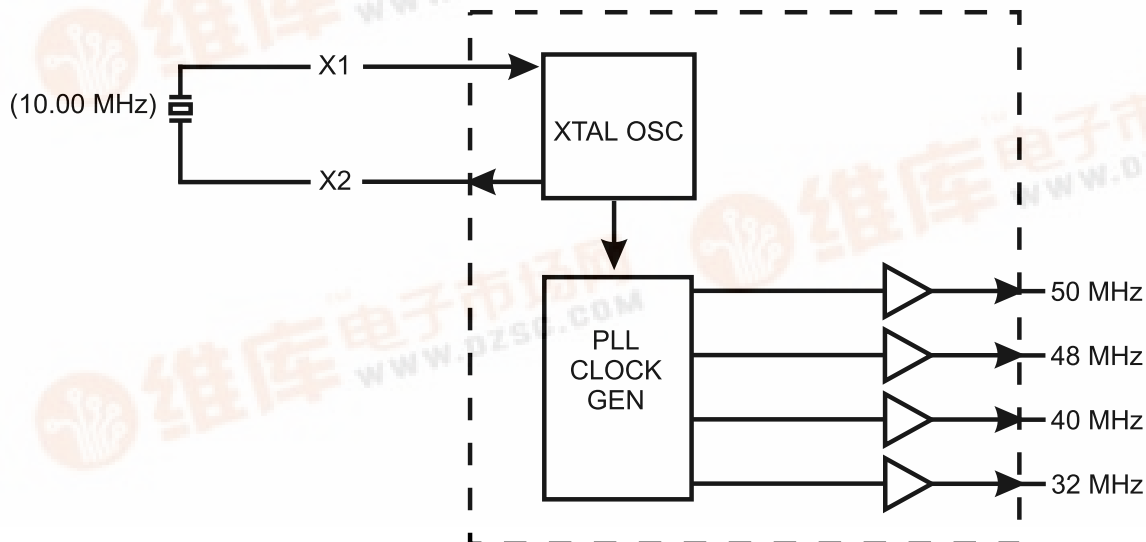 X1
(10.00 MHz)
XTAL OSC
X2
50 MHz
PLL
CLOCK
GEN
48 MHz
40 MHz
32 MHz
维库电子市场网
WWW.DZSC.COM